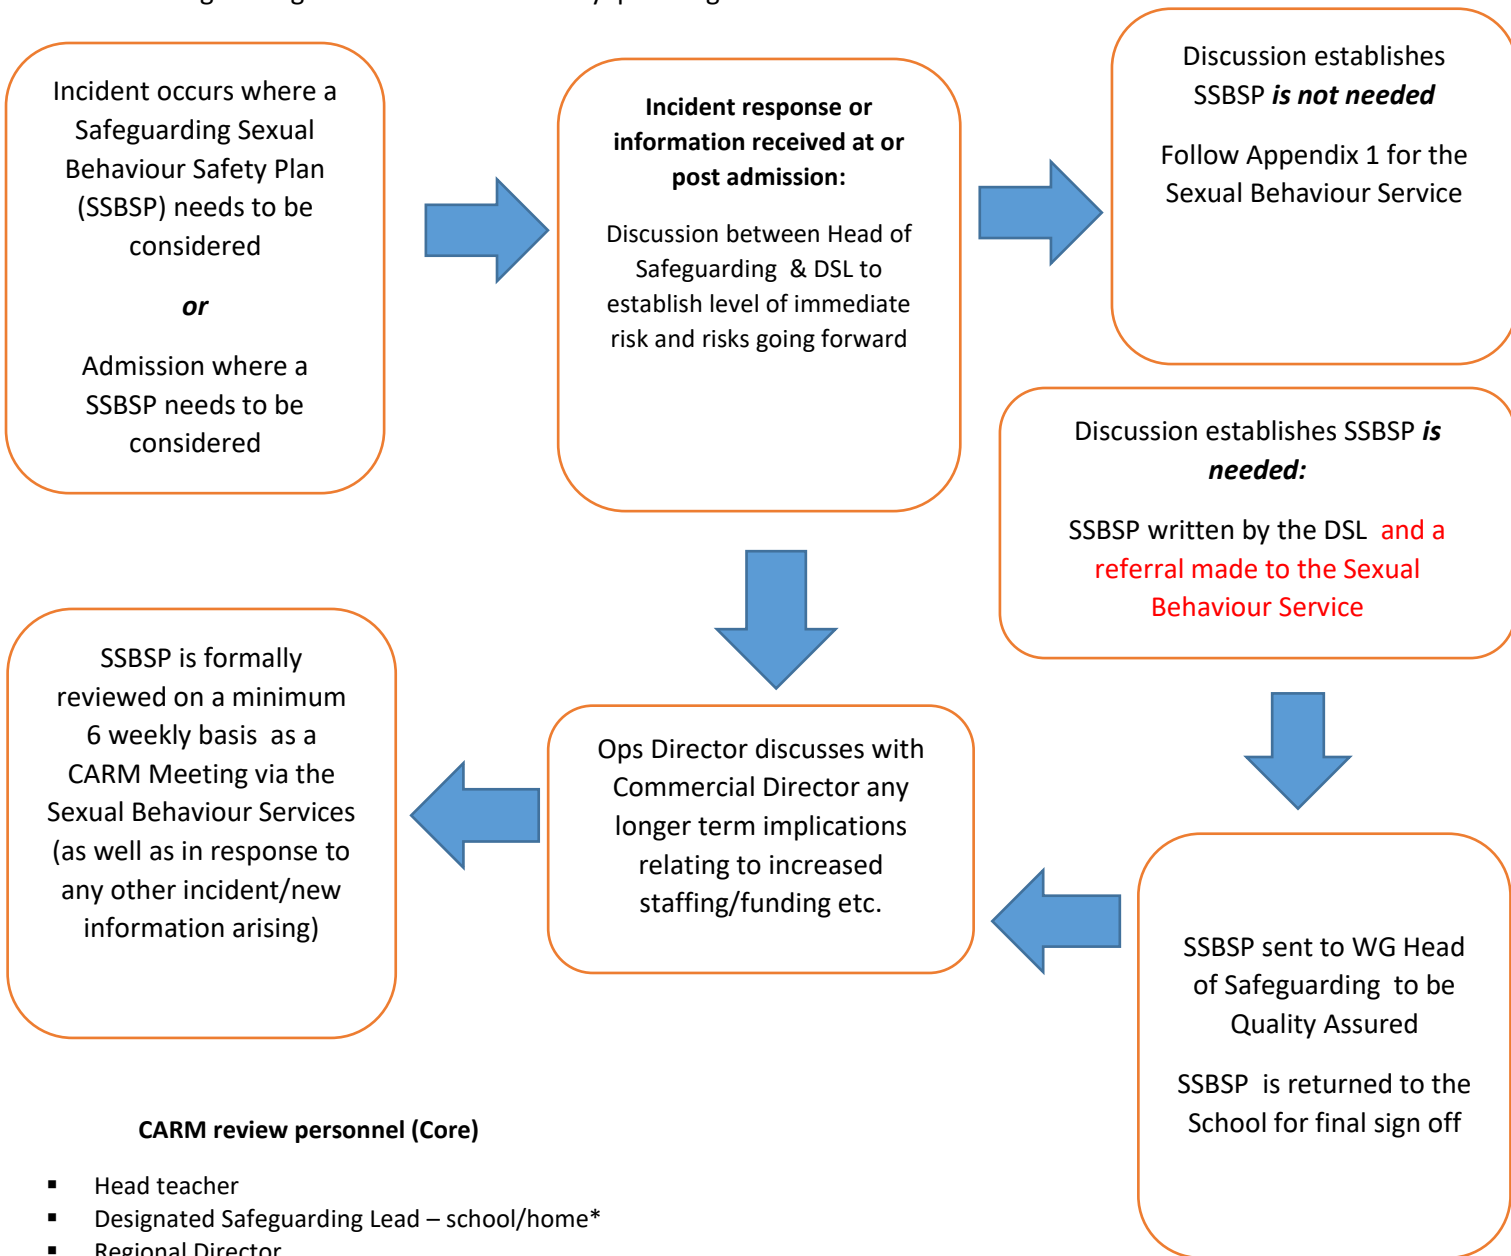 Incident occurs where a
Safeguarding Sexual
Behaviour Safety Plan
(SSBSP) needs to be
considered
or
Admission where a
SSBSP needs to be
considered
Incident response or
information received at or
post admission:
Discussion between Head of
Safeguarding & DSL to
establish level of immediate
risk and risks going forward
Discussion establishes
SSBSP is not needed
Follow Appendix 1 for the
Sexual Behaviour Service
Discussion establishes SSBSP is
needed:
SSBSP written by the DSL and a
referral made to the Sexual
Behaviour Service
SSBSP sent to WG Head
of Safeguarding to be
Quality Assured
SSBSP is returned to the
School for final sign off
Ops Director discusses with
Commercial Director any
longer term implications
relating to increased
staffing/funding etc.
SSBSP is formally
reviewed on a minimum
6 weekly basis as a
CARM Meeting via the
Sexual Behaviour Services
(as well as in response to
any other incident/new
information arising)
CARM review personnel (Core)
▪ Head teacher
▪ Designated Safeguarding Lead – school/home*
▪ Regional Director